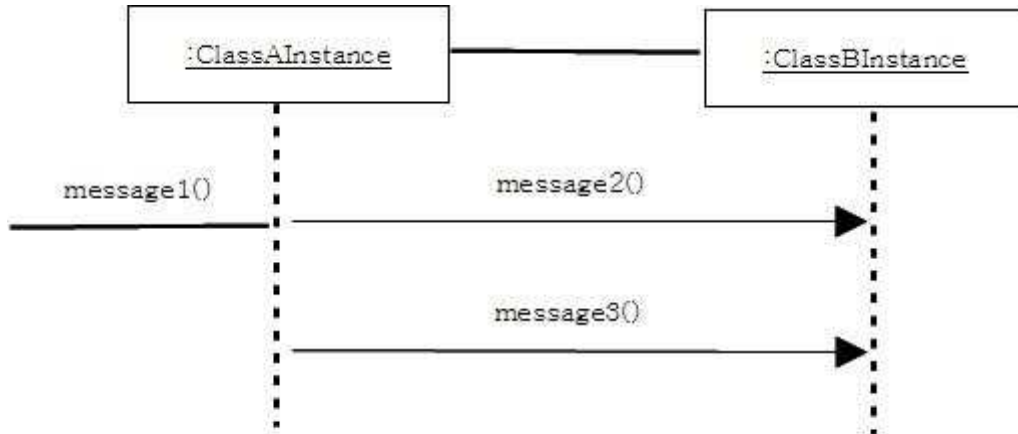 :ClassAInstance
:ClassBInstance
message1()
message2()
message3()